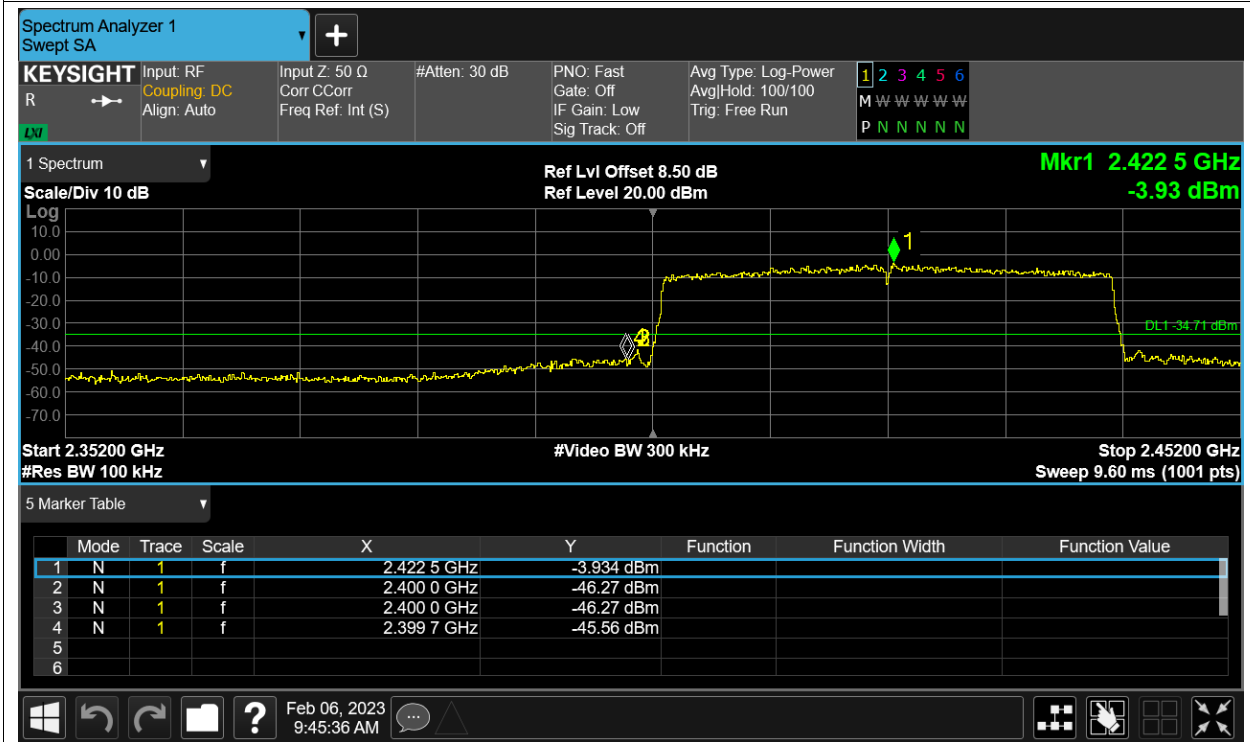 Spectrum Analyzer 1
Swept SA
+
KEYSIGHT Input: RF Input Z: 50 Ω #Atten: 30 dB PNO: Fast Avg Type: Log-Power 1 2 3 4 5 6
R Coupling: DC Corr CCorr Gate: Off Avg|Hold: 100/100 M W W W W W
Align: Auto Freq Ref: Int (S) IF Gain: Low Trig: Free Run
LXI Sig Track: Off P N N N N N
1 Spectrum Ref Lvl Offset 8.50 dB Mkr1 2.422 5 GHz
Scale/Div 10 dB Ref Level 20.00 dBm -3.93 dBm
Log
10.0
1
0.00
-10.0
-20.0
-30.0
DL1 -34.71 dBm
-40.0
-50.0
-60.0
-70.0
Start 2.35200 GHz #Video BW 300 kHz Stop 2.45200 GHz
#Res BW 100 kHz Sweep 9.60 ms (1001 pts)
5 Marker Table
Mode Trace Scale X Y Function Function Width Function Value
1 N 1 f 2.422 5 GHz -3.934 dBm
2 N 1 f 2.400 0 GHz -46.27 dBm
3 N 1 f 2.400 0 GHz -46.27 dBm
4 N 1 f 2.399 7 GHz -45.56 dBm
5
6
? Feb 06, 2023
9:45:36 AM